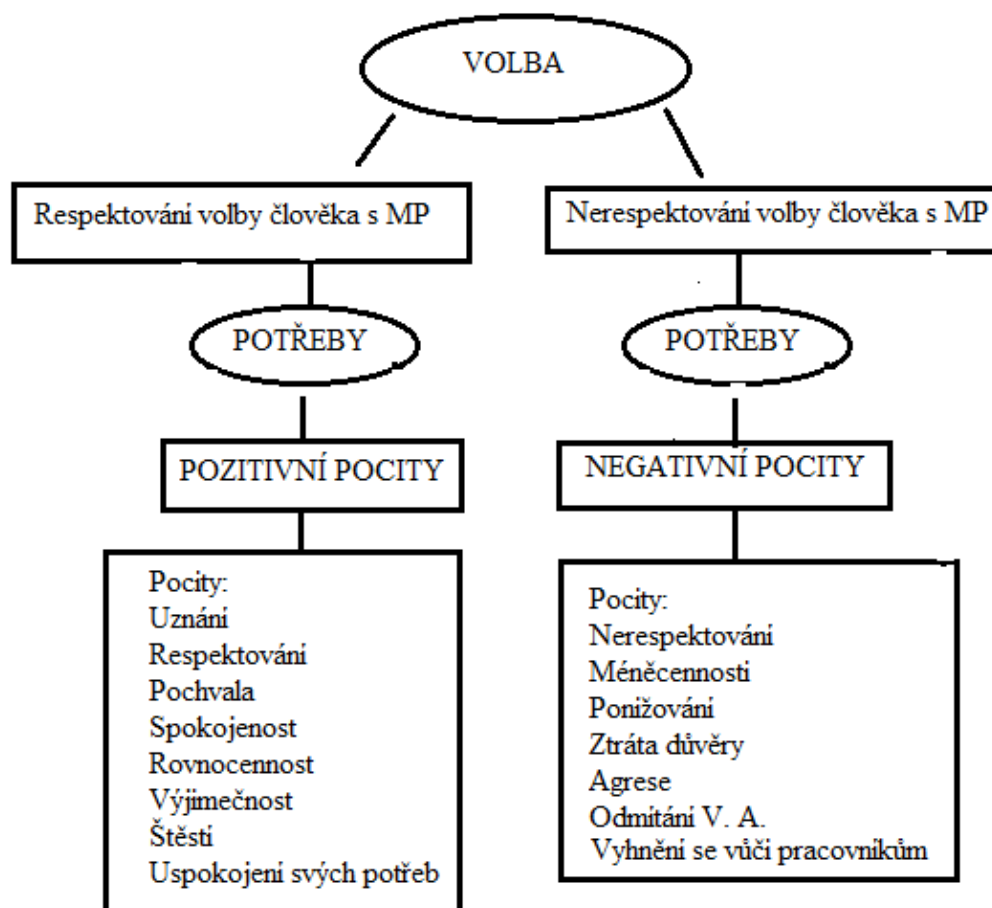 VOLBA
Respektování volby člověka s MP
Nerespektování volby člověka s MP
POTŘEBY
POTŘEBY
POZITIVNÍ POCITY
NEGATIVNÍ POCITY
Pocity:
Uznání
Respektování
Pochvala
Spokojenost
Rovnocennost
Výjimečnost
Štěstí
Uspokojení svých potřeb
Pocity:
Nerespektování
Méněcennosti
Ponižování
Ztráta důvěry
Agrese
Odmítání V. A.
Vyhnění se vůči pracovníkům